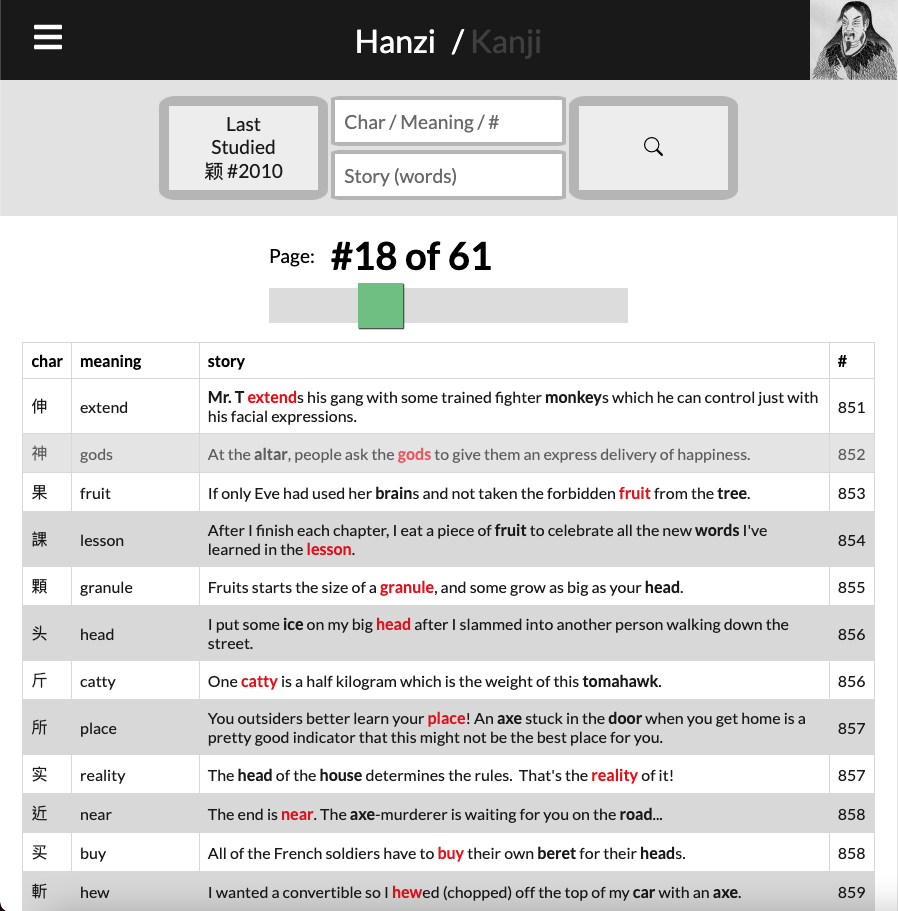 Hanzi / Kanji
Last
Studied
颖 #2010
Char / Meaning / #
Story (words)
Page: #18 of 61
char meaning story #
伸 extend Mr. T extends his gang with some trained fighter monkeys which he can control just with
his facial expressions. 851
神 gods At the altar, people ask the gods to give them an express delivery of happiness. 852
果 fruit If only Eve had used her brains and not taken the forbidden fruit from the tree. 853
課 lesson After I finish each chapter, I eat a piece of fruit to celebrate all the new words I've
learned in the lesson. 854
顆 granule Fruits starts the size of a granule, and some grow as big as your head. 855
头 head I put some ice on my big head after I slammed into another person walking down the
street. 856
斤 catty One catty is a half kilogram which is the weight of this tomahawk. 856
所 place You outsiders better learn your place! An axe stuck in the door when you get home is a
pretty good indicator that this might not be the best place for you. 857
实 reality The head of the house determines the rules. That's the reality of it! 857
近 near The end is near. The axe-murderer is waiting for you on the road... 858
买 buy All of the French soldiers have to buy their own beret for their heads. 858
斬 hew I wanted a convertible so I hewed (chopped) off the top of my car with an axe. 859